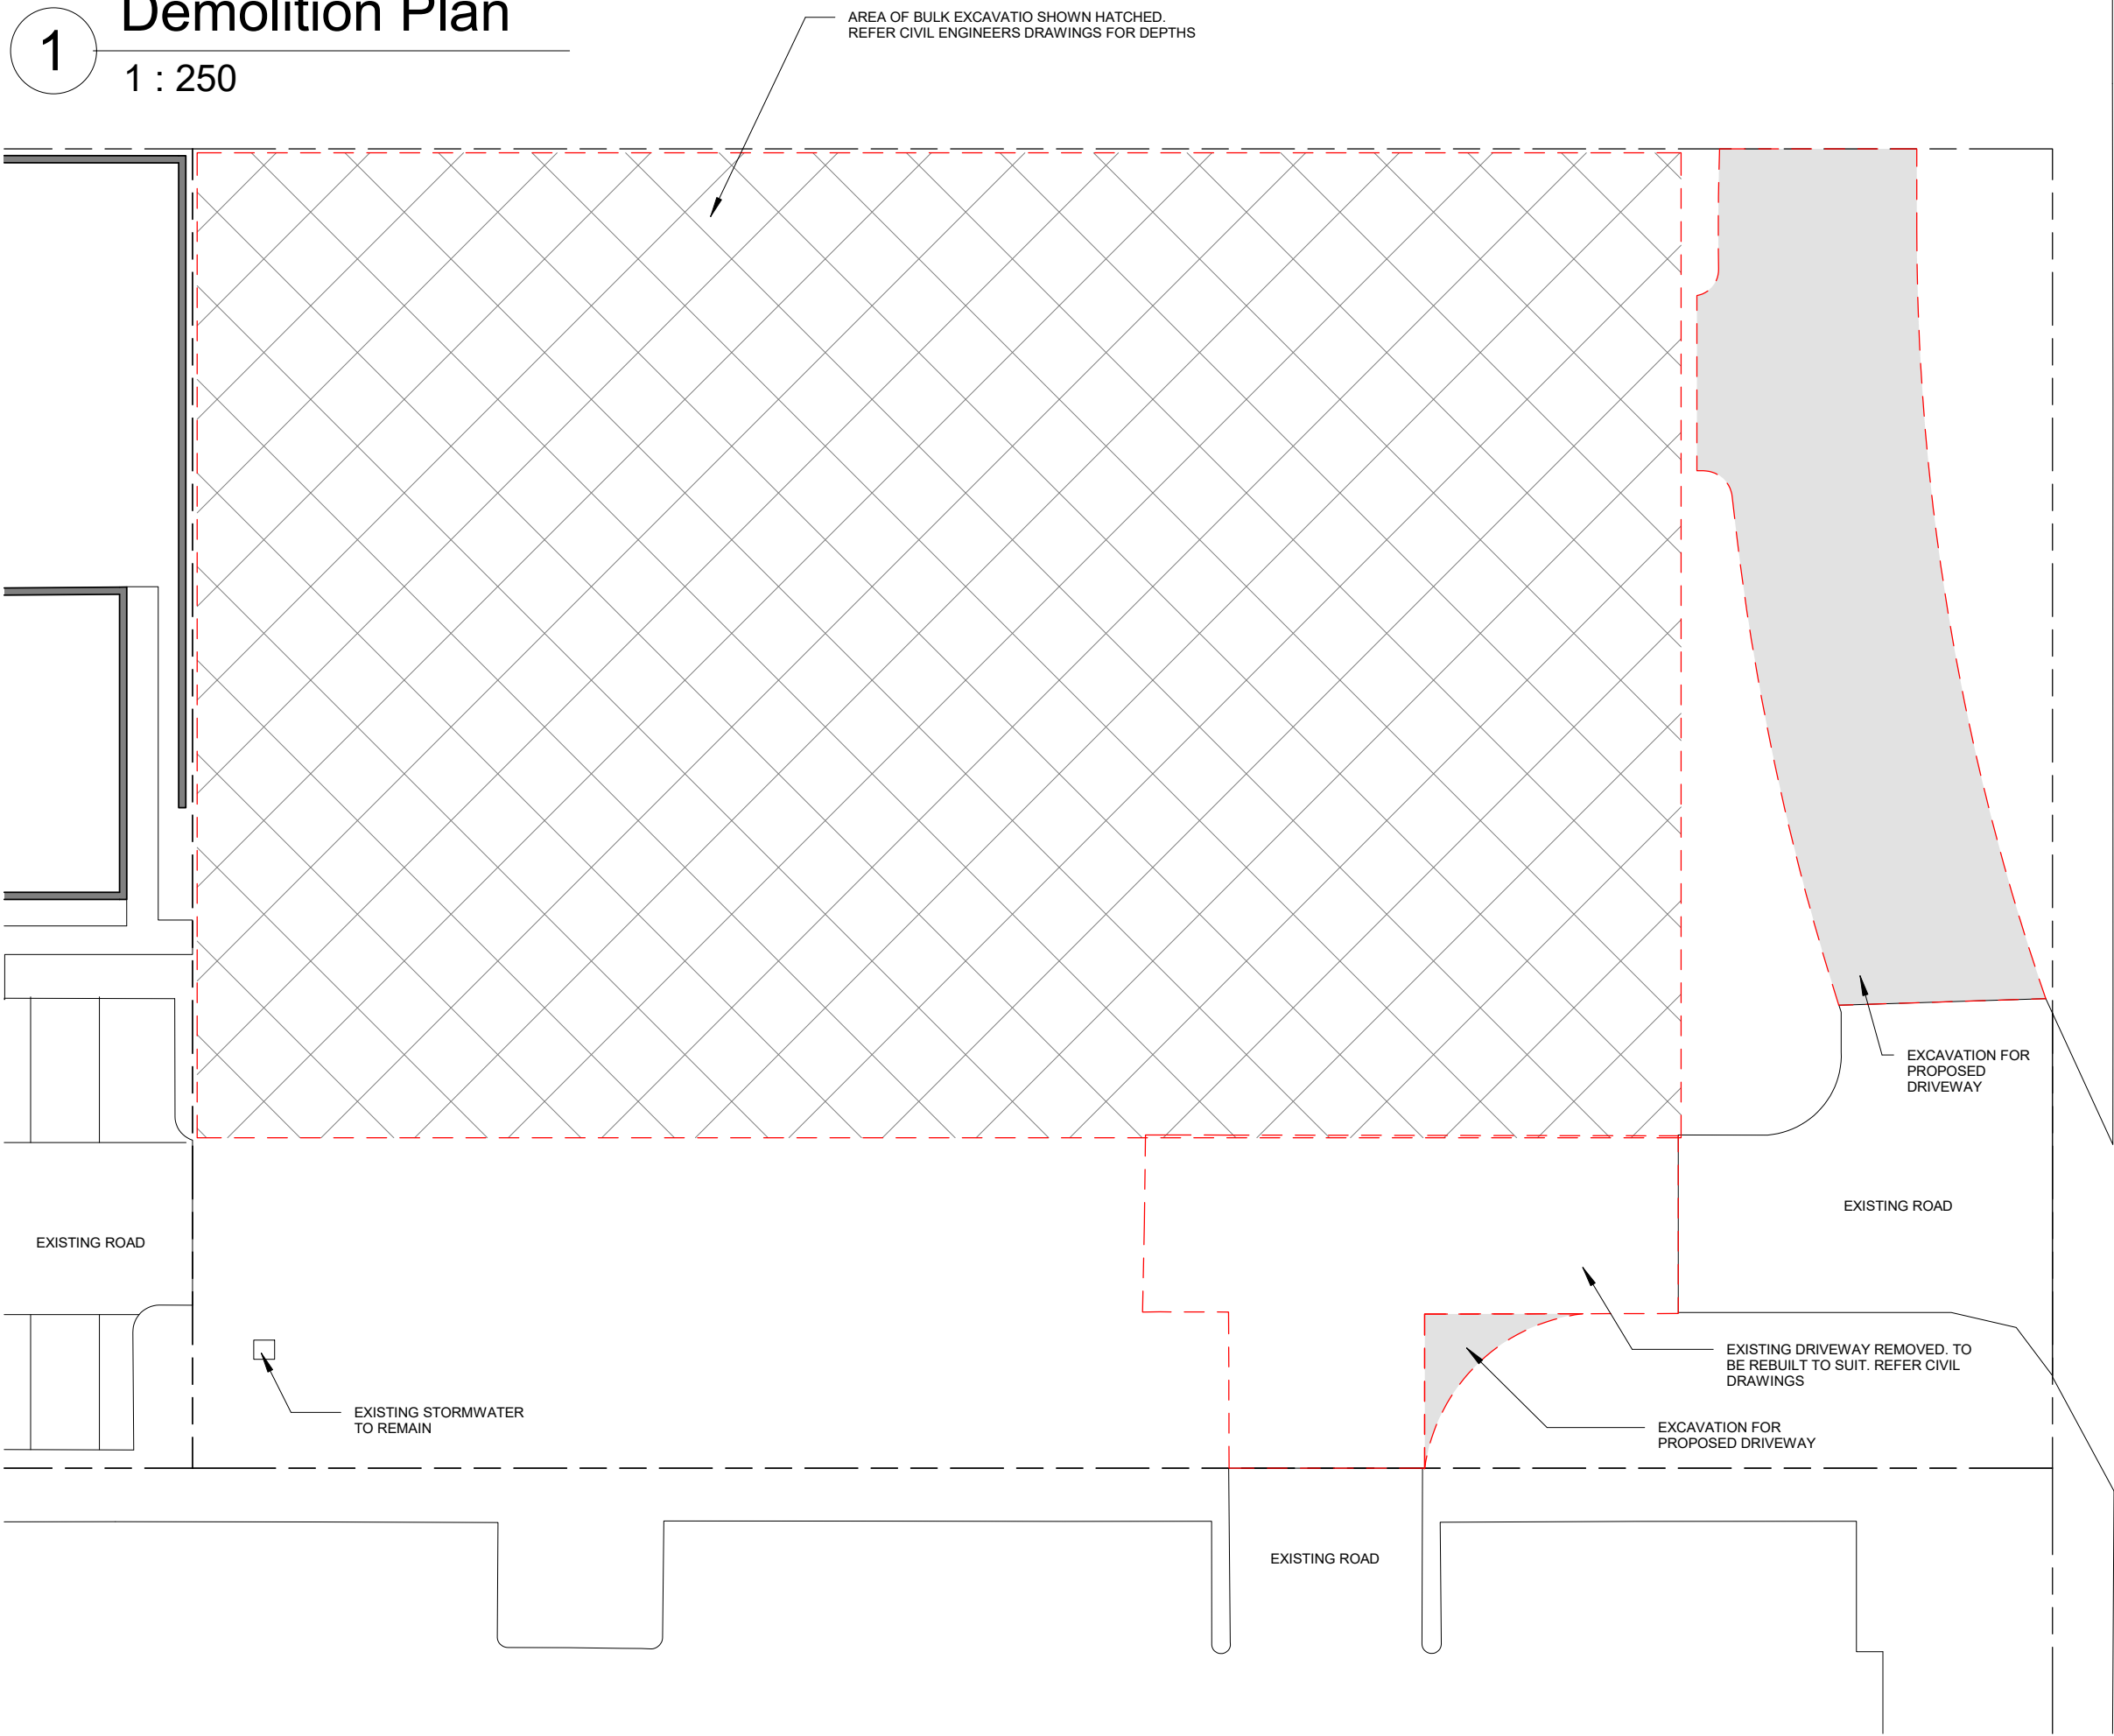 1
Demolition Plan
1 : 250
AREA OF BULK EXCAVATIO SHOWN HATCHED.
REFER CIVIL ENGINEERS DRAWINGS FOR DEPTHS
EXCAVATION FOR
PROPOSED
DRIVEWAY
EXISTING ROAD
EXISTING ROAD
EXISTING DRIVEWAY REMOVED. TO
BE REBUILT TO SUIT. REFER CIVIL
DRAWINGS
EXISTING STORMWATER
TO REMAIN
EXCAVATION FOR
PROPOSED DRIVEWAY
EXISTING ROAD